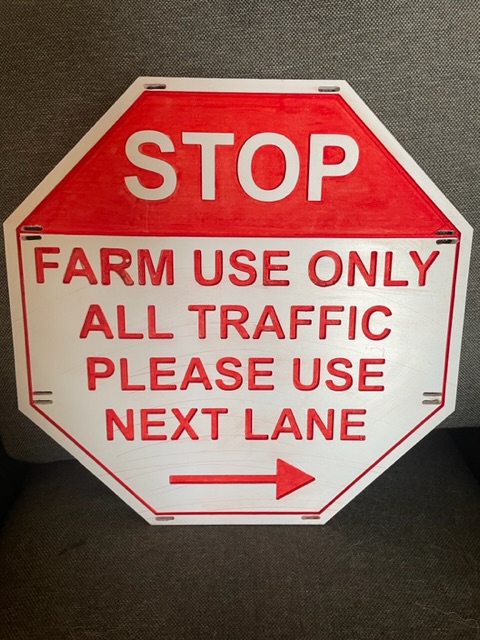 STOP
FARM USE ONLY
ALL TRAFFIC
PLEASE USE
NEXT LANE